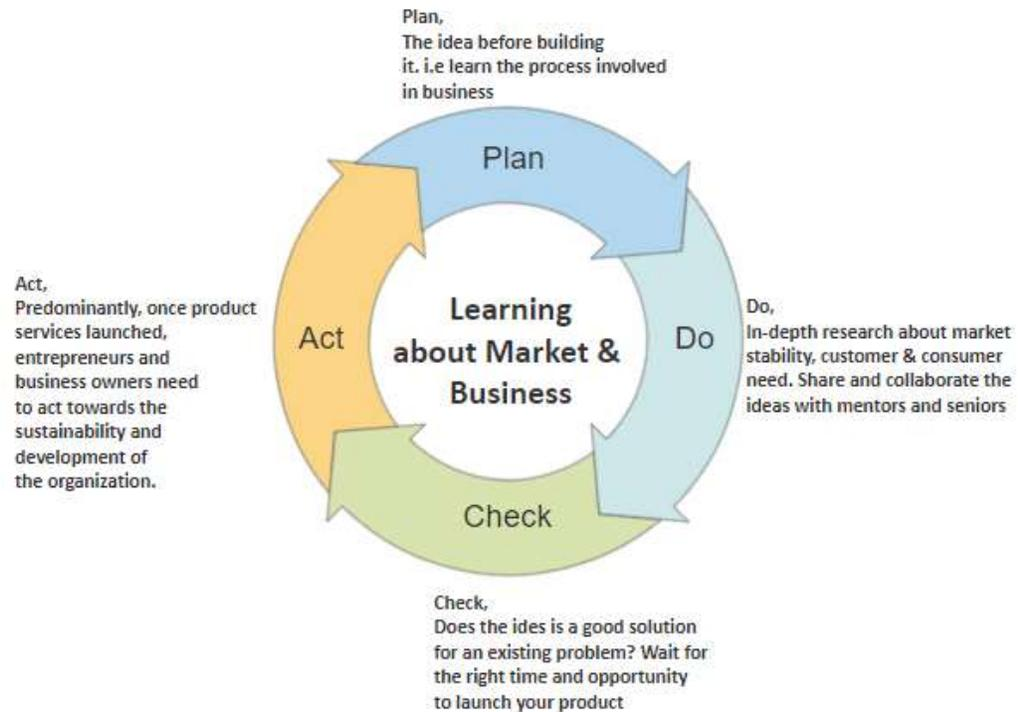 Plan,
The idea before building
it. i.e learn the process involved
in business
Plan
Do
Do,
In-depth research about market
stability, customer & consumer
need. Share and collaborate the
ideas with mentors and seniors
Learning
about Market &
Business
Check
Check,
Does the ides is a good solution
for an existing problem? Wait for
the right time and opportunity
to launch your product
Act
Act,
Predominantly, once product
services launched,
entrepreneurs and
business owners need
to act towards the
sustainability and
development of
the organization.